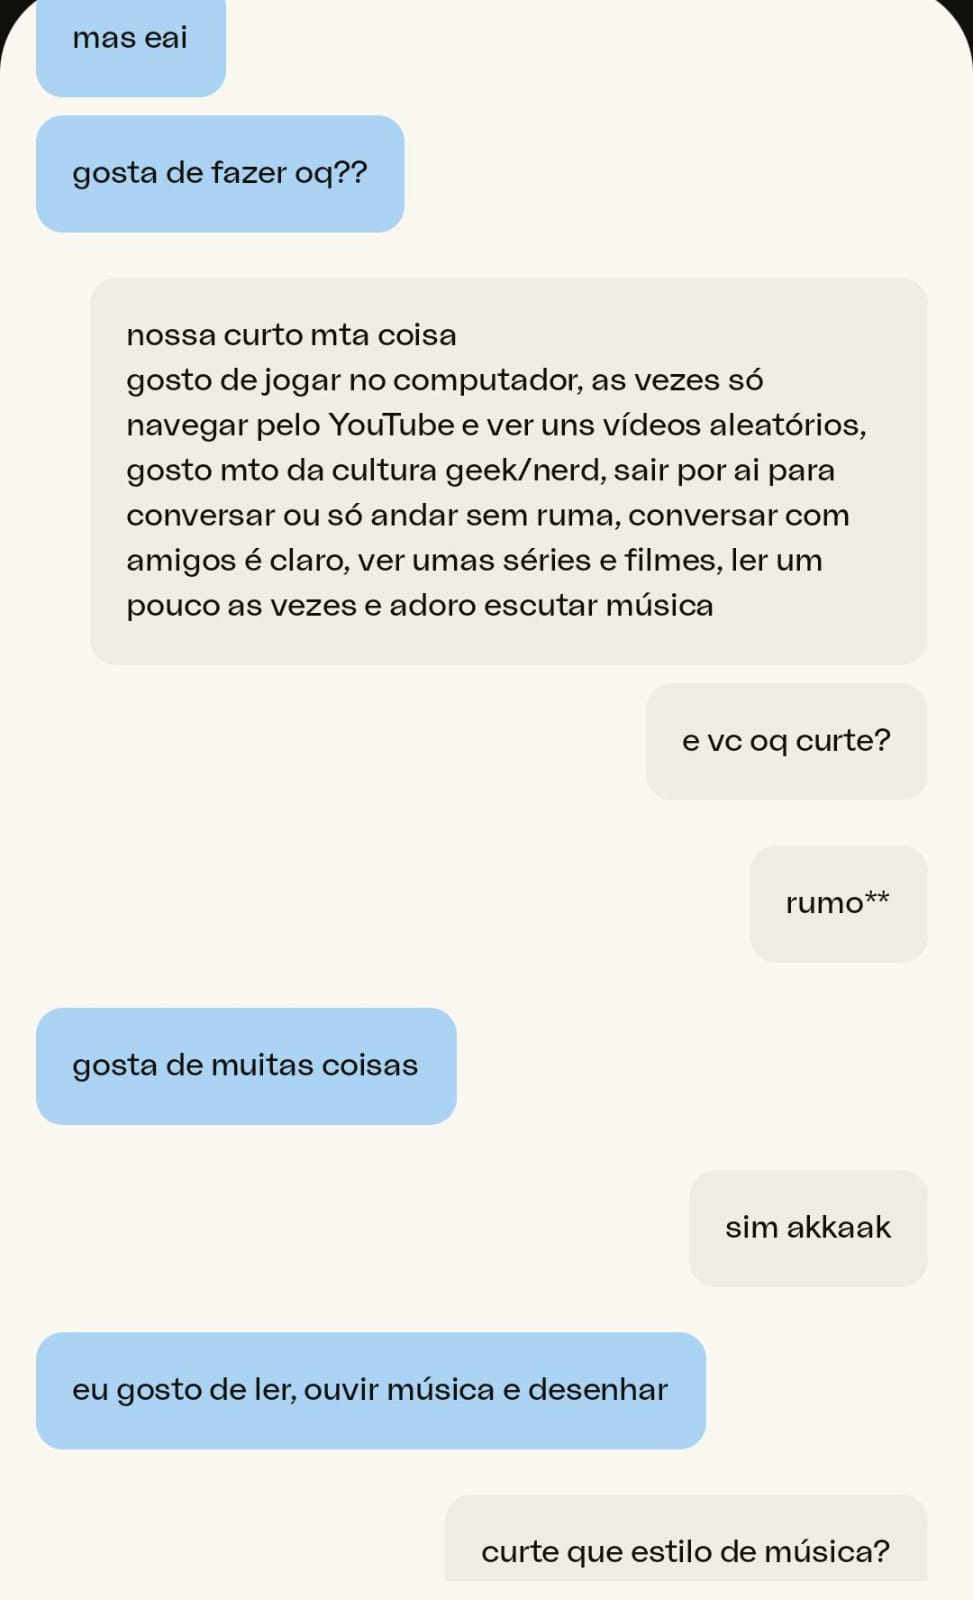 mas eai
gosta de fazer oq??
nossa curto mta coisa
gosto de jogar no computador, as vezes só
navegar pelo YouTube e ver uns vídeos aleatórios,
gosto mto da cultura geek/nerd, sair por ai para
conversar ou só andar sem ruma, conversar com
amigos é claro, ver umas séries e filmes, ler um
pouco as vezes e adoro escutar música
e vc oq curte?
rumo**
gosta de muitas coisas
sim akkaak
eu gosto de ler, ouvir música e desenhar
curte que estilo de música?